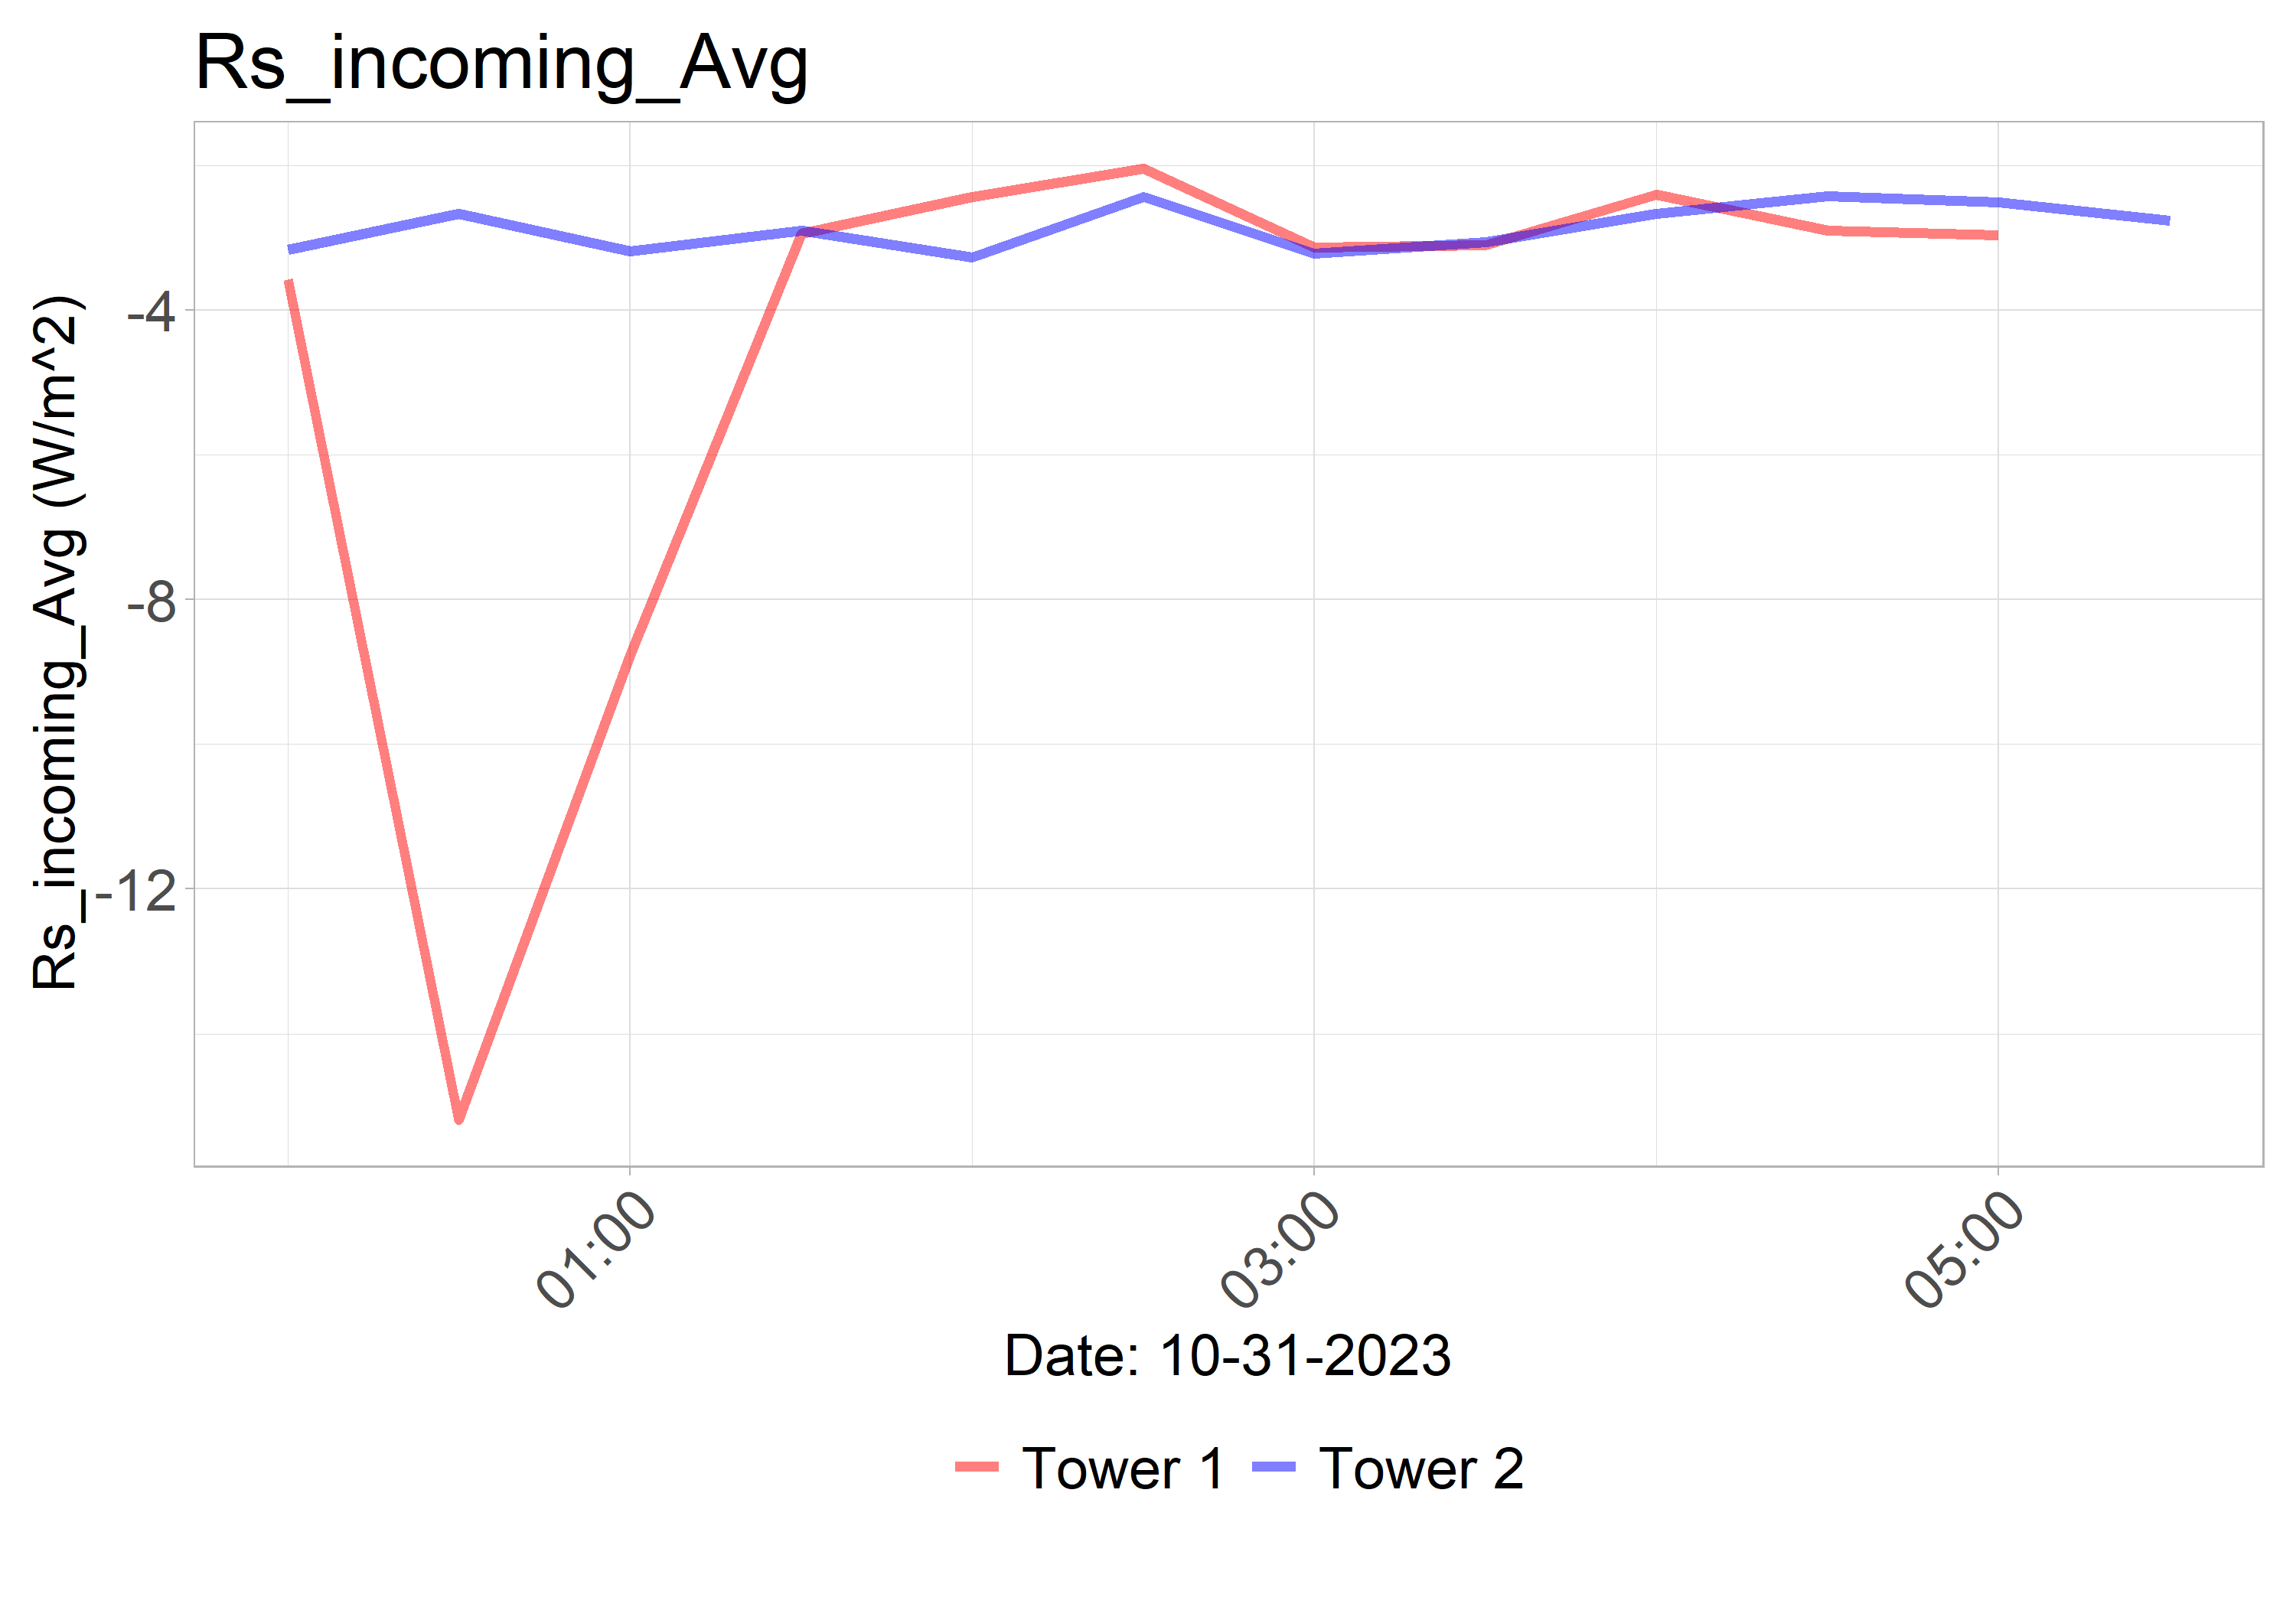 Rs_incoming_Avg
Rs_incoming_Avg (W/m^2)
-4
-8
-12
01:00
03:00
05:00
Date: 10-31-2023
Tower 1
Tower 2